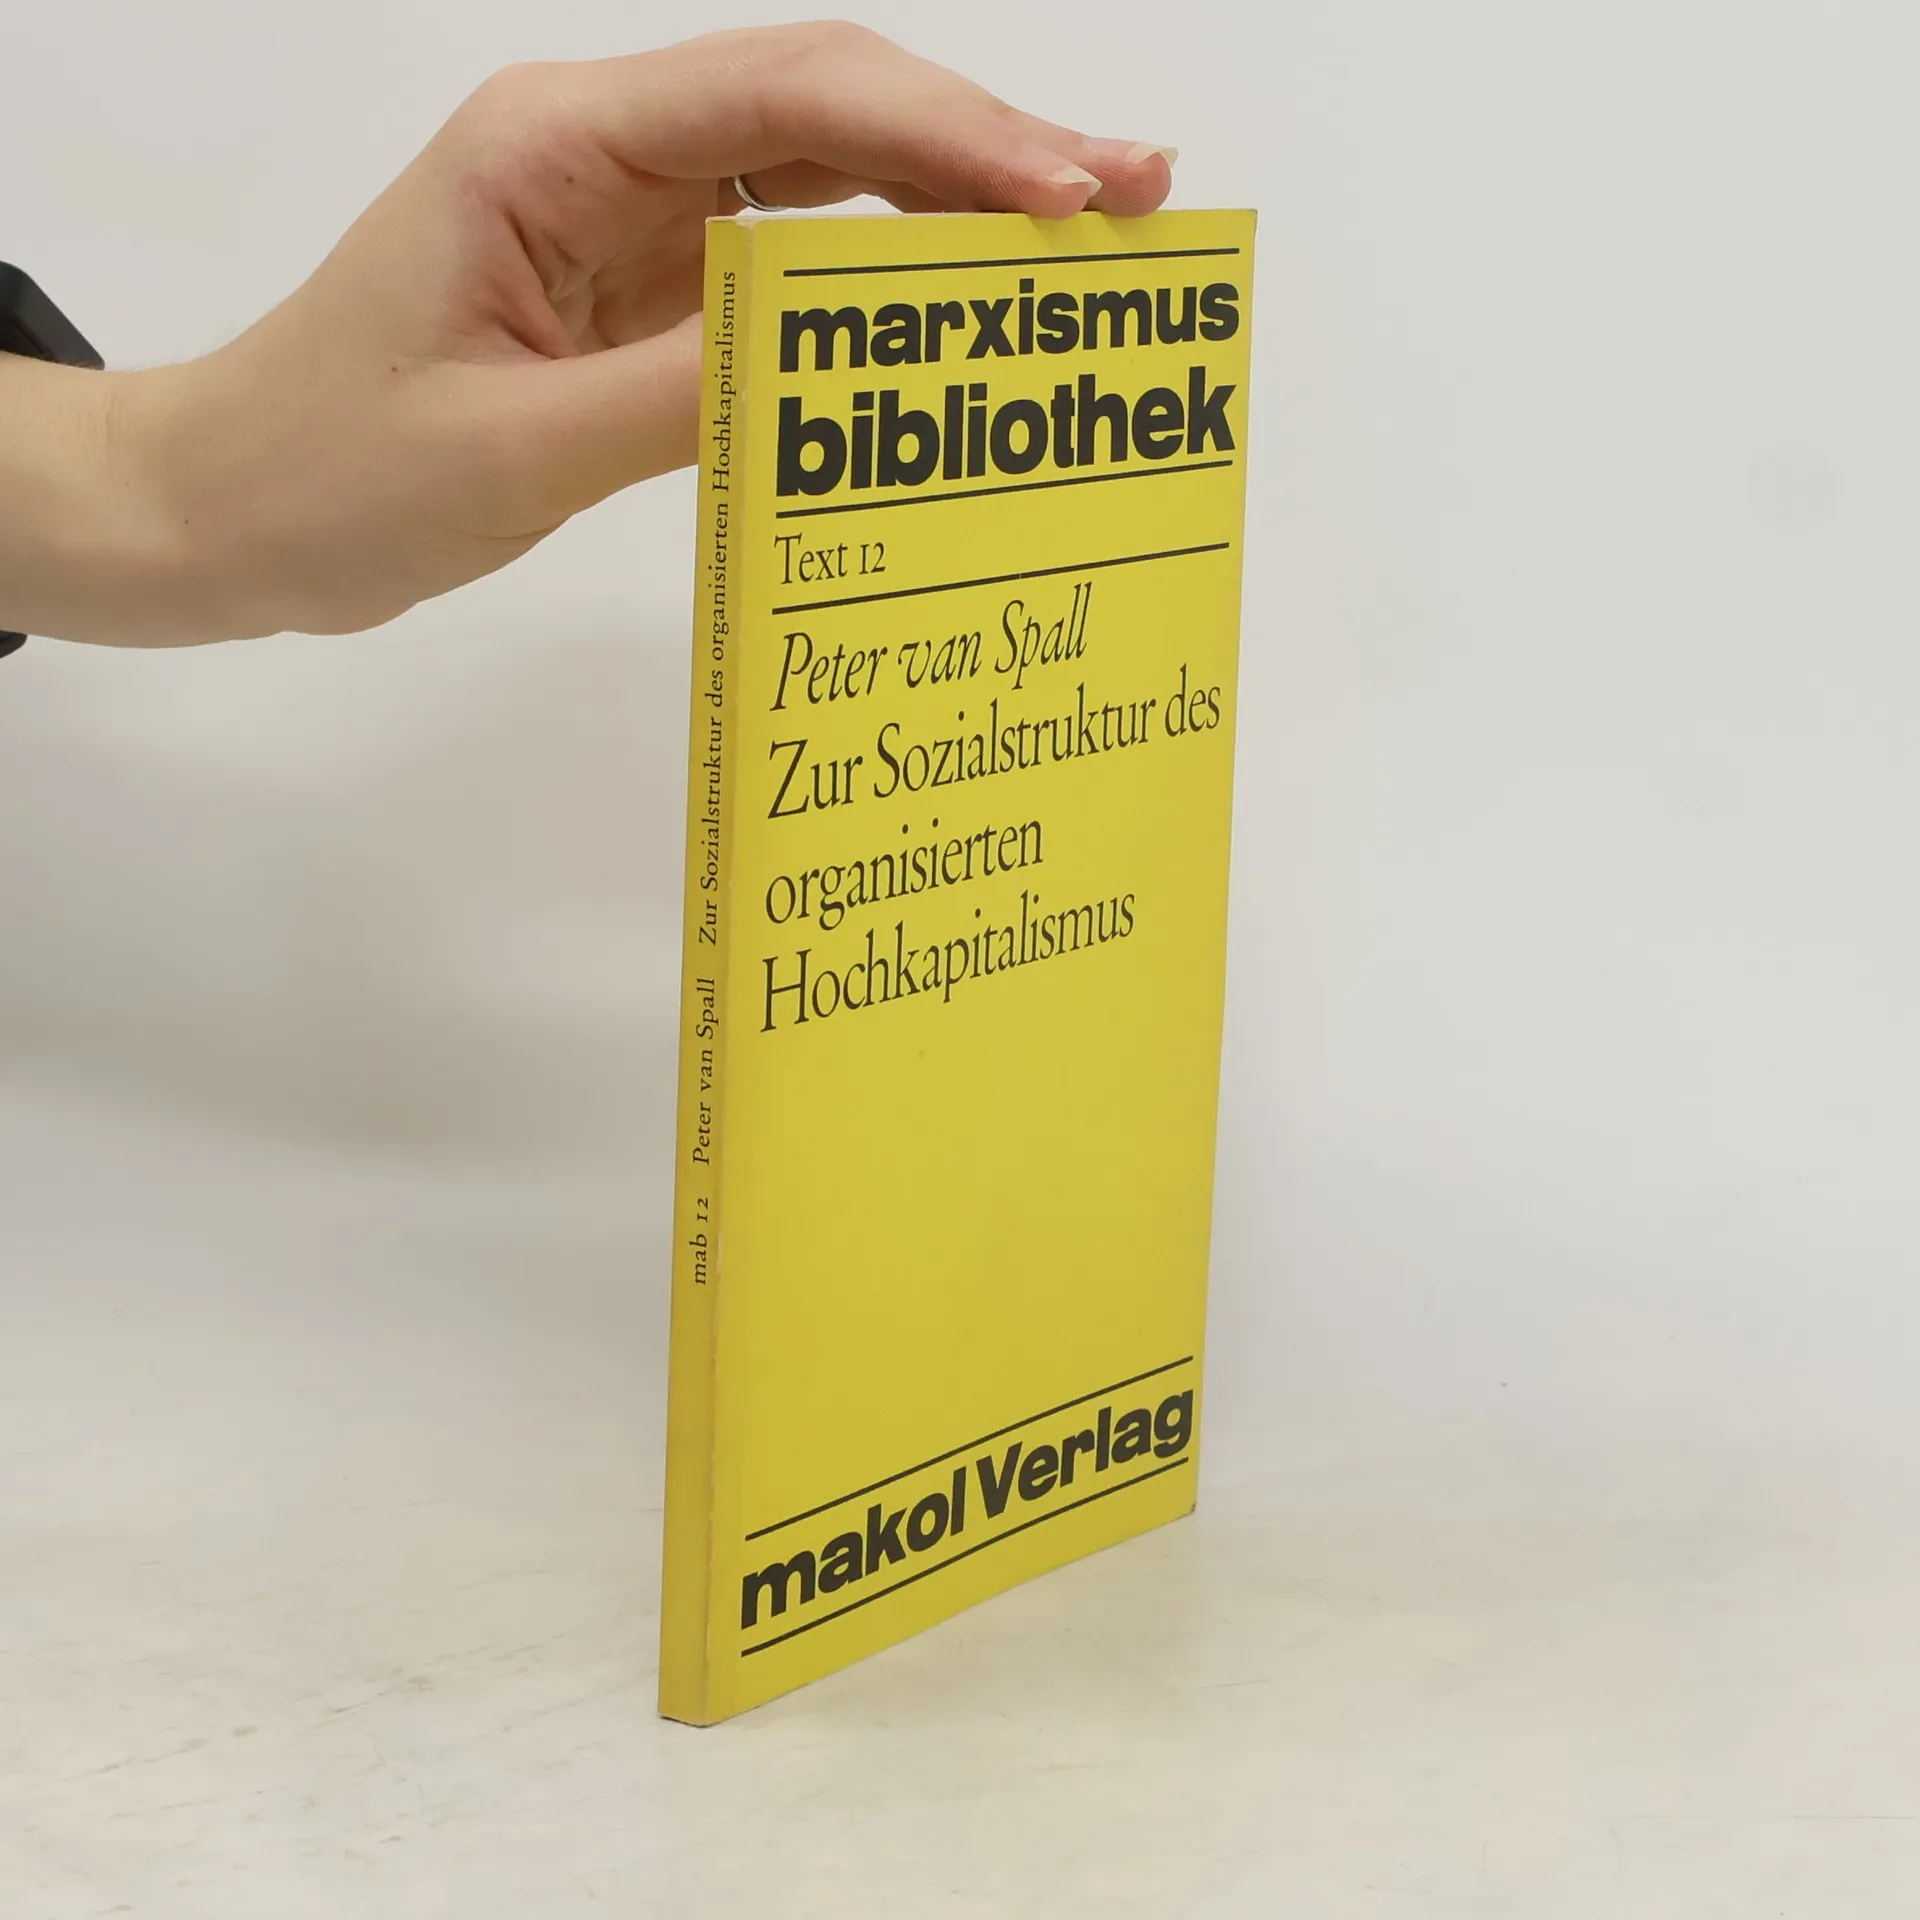 marxismus
bibliothek
Text 12
Peter van Spall
Zur Sozialstruktur des
organisierten
Hochkapitalismus
makol Verlag
mab 12 Peter van Spall Zur Sozialstruktur des organisierten Hochkapitalismus